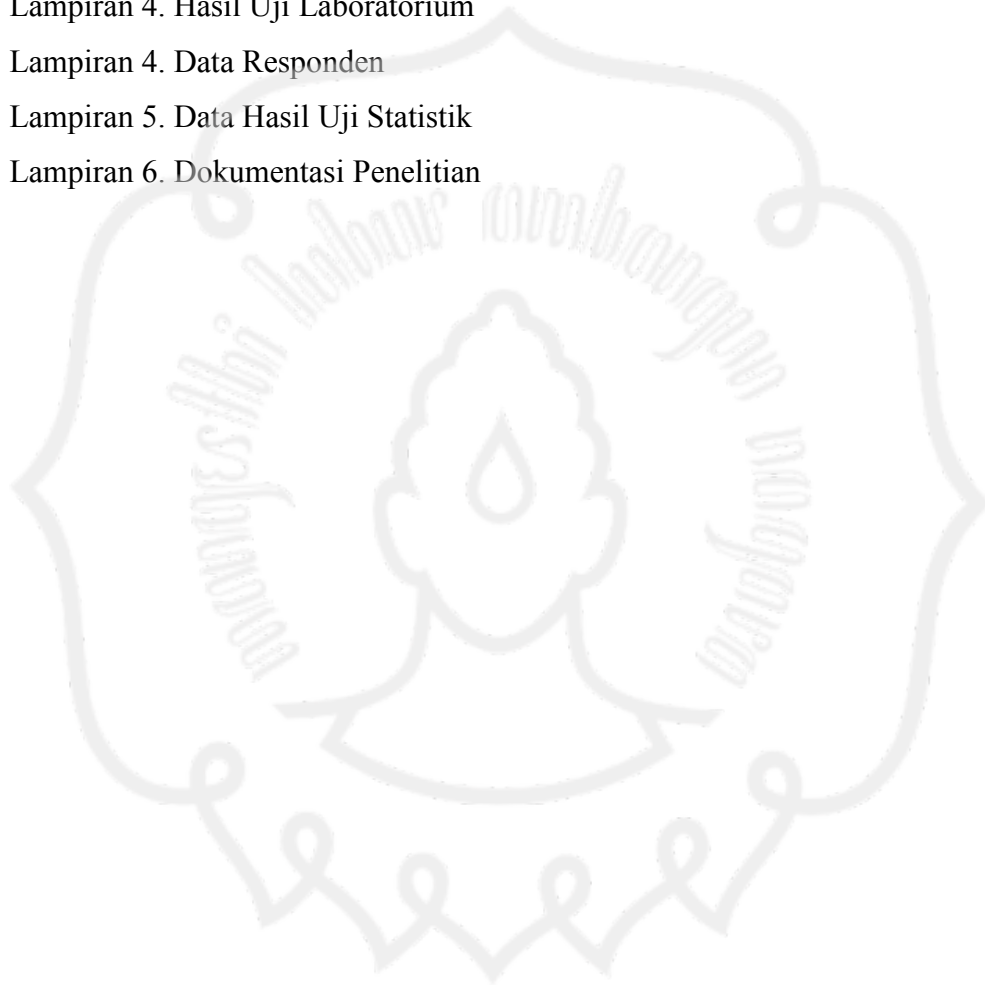 Lampiran 4. Hasil Uji Laboratorium
Lampiran 4. Data Responden
Lampiran 5. Data Hasil Uji Statistik
Lampiran 6. Dokumentasi Penelitian